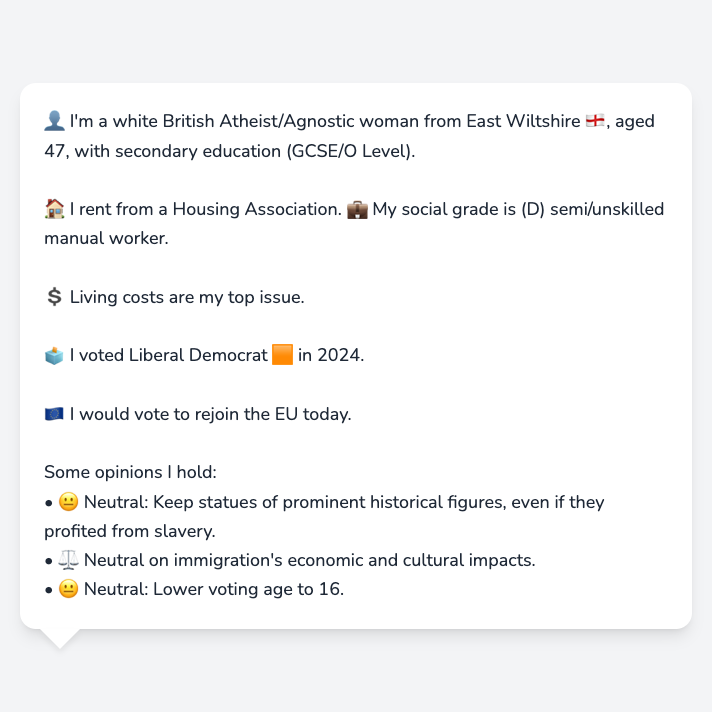 👤 I'm a white British Atheist/Agnostic woman from East Wiltshire 🏴󠁧󠁢󠁥󠁮󠁧󠁿, aged
47, with secondary education (GCSE/O Level).
🏠 I rent from a Housing Association. 💼 My social grade is (D) semi/unskilled
manual worker.
💲 Living costs are my top issue.
🗳️ I voted Liberal Democrat 🟧 in 2024.
🇪🇺 I would vote to rejoin the EU today.
Some opinions I hold:
• 😐 Neutral: Keep statues of prominent historical figures, even if they
profited from slavery.
• ⚖️ Neutral on immigration's economic and cultural impacts.
• 😐 Neutral: Lower voting age to 16.